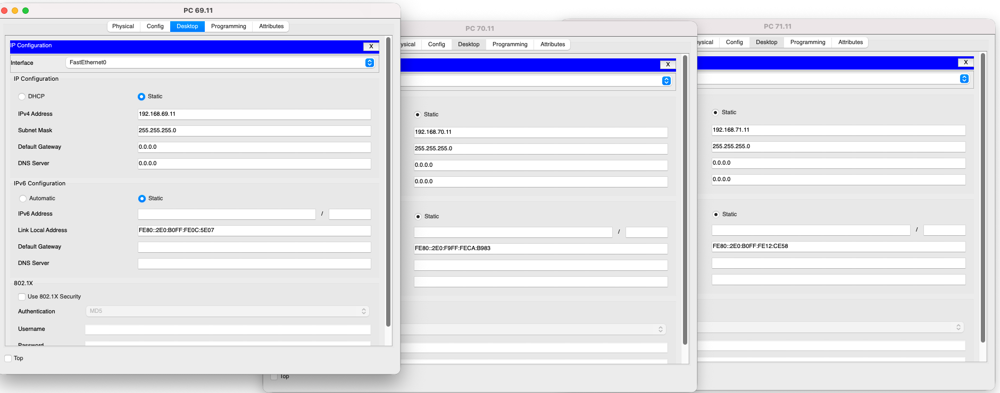 PC 69.11
Physical Config Desktop Programming Attributes
IP Configuration X
Interface FastEthernet0
IP Configuration
DHCP Static
IPv4 Address 192.168.69.11
Subnet Mask 255.255.255.0
Default Gateway 0.0.0.0
DNS Server 0.0.0.0
IPv6 Configuration
Automatic Static
IPv6 Address /
Link Local Address FE80::2E0:B0FF:FE0C:5E07
Default Gateway
DNS Server
802.1X
Use 802.1X Security
Authentication MD5
Username
Password
Top
PC 70.11
ysical Config Desktop Programming Attributes
X
Static
192.168.70.11
255.255.255.0
0.0.0.0
0.0.0.0
Static
/
FE80::2E0:F9FF:FECA:B983
Top
PC 71.11
ysical Config Desktop Programming Attributes
X
Static
192.168.71.11
255.255.255.0
0.0.0.0
0.0.0.0
Static
/
FE80::2E0:B0FF:FE12:CE58